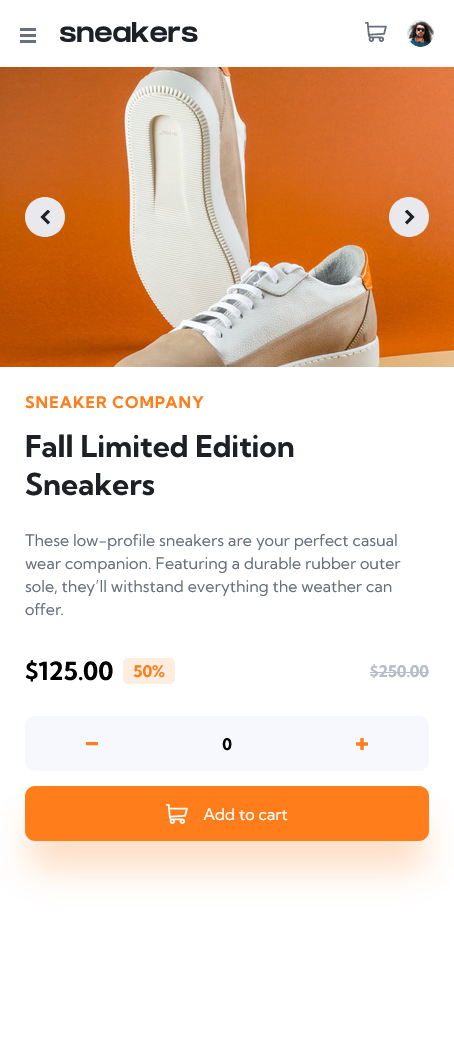 sneakers
SNEAKER COMPANY
Fall Limited Edition
Sneakers
These low-profile sneakers are your perfect casual
wear companion. Featuring a durable rubber outer
sole, they’ll withstand everything the weather can
offer.
$125.00 50% $250.00
0
Add to cart